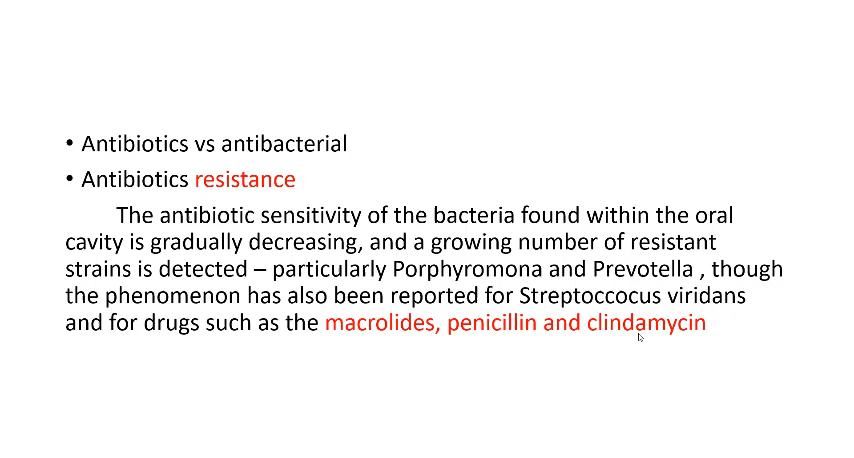 • Antibiotics vs antibacterial
• Antibiotics resistance
The antibiotic sensitivity of the bacteria found within the oral
cavity is gradually decreasing, and a growing number of resistant
strains is detected – particularly Porphyromona and Prevotella , though
the phenomenon has also been reported for Streptoccocus viridans
and for drugs such as the macrolides, penicillin and clindamycin